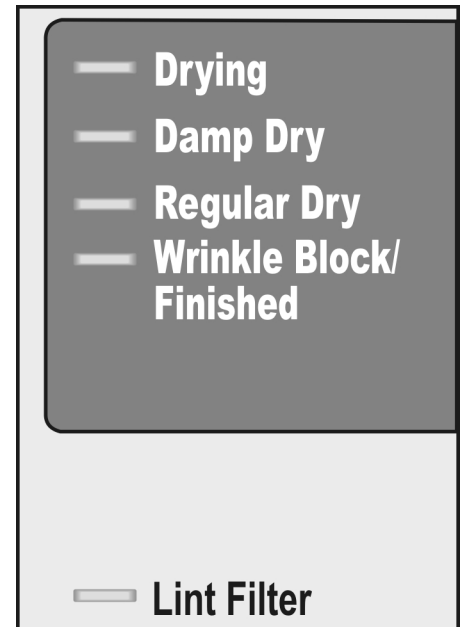 Drying
Damp Dry
Regular Dry
Wrinkle Block/
Finished
Lint Filter